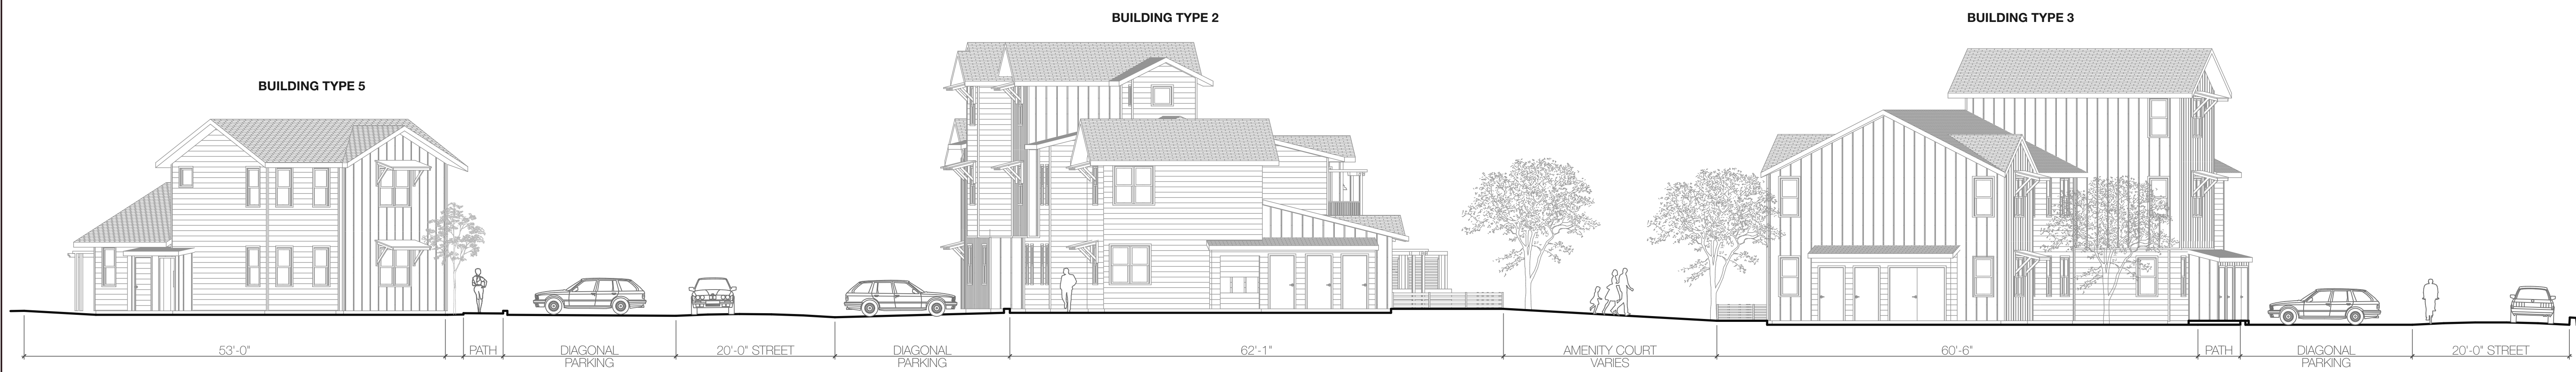 BUILDING TYPE 2
BUILDING TYPE 3
BUILDING TYPE 5
53'-0"
PATH
DIAGONAL
PARKING
20'-0" STREET
DIAGONAL
PARKING
62'-1"
AMENITY COURT
VARIES
60'-6"
PATH
DIAGONAL
PARKING
20'-0" STREET